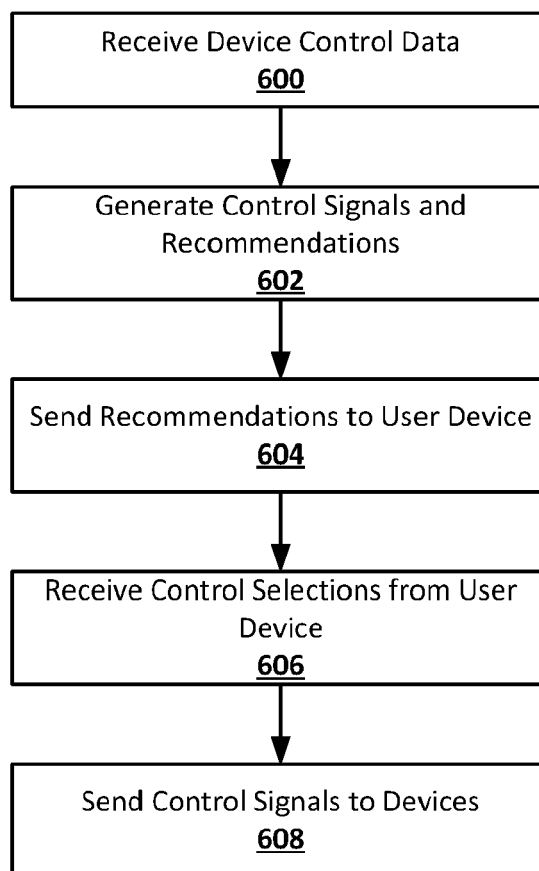 Receive Device Control Data
600
Generate Control Signals and
Recommendations
602
Send Recommendations to User Device
604
Receive Control Selections from User
Device
606
Send Control Signals to Devices
608